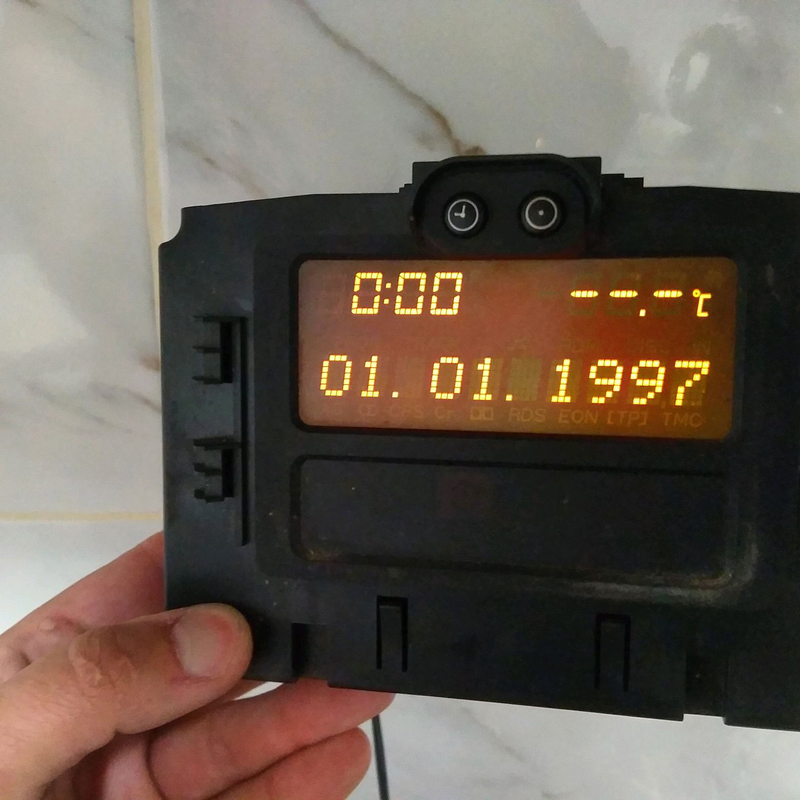 0:00 --.-°C
01.01.1997
CD CPS Cr. RDS EON [TP] TMC